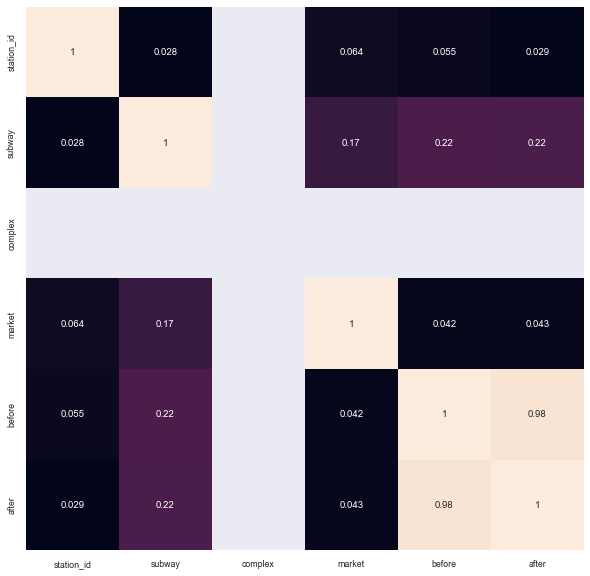 station_id 1 0.028 0.064 0.055 0.029
subway 0.028 1 0.17 0.22 0.22
complex
market 0.064 0.17 1 0.042 0.043
before 0.055 0.22 0.042 1 0.98
after 0.029 0.22 0.043 0.98 1
station_id subway complex market before after